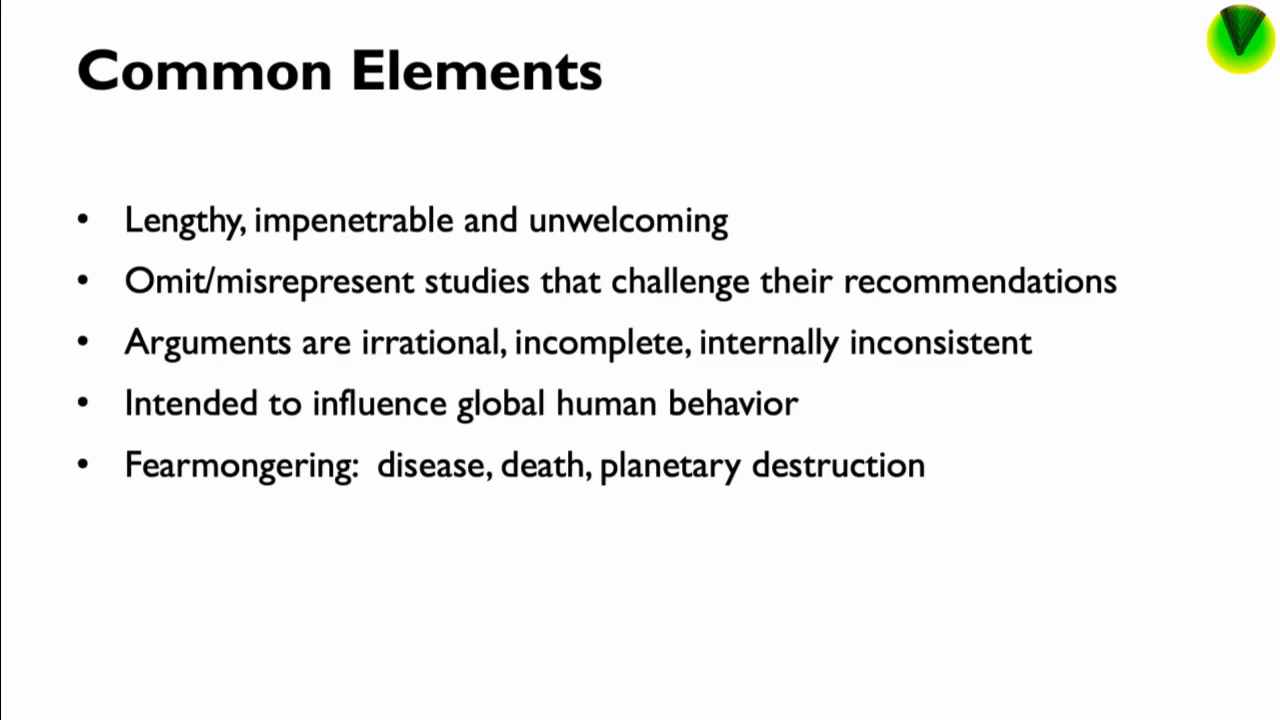 Common Elements
• Lengthy, impenetrable and unwelcoming
• Omit/misrepresent studies that challenge their recommendations
• Arguments are irrational, incomplete, internally inconsistent
• Intended to influence global human behavior
• Fearmongering:  disease, death, planetary destruction